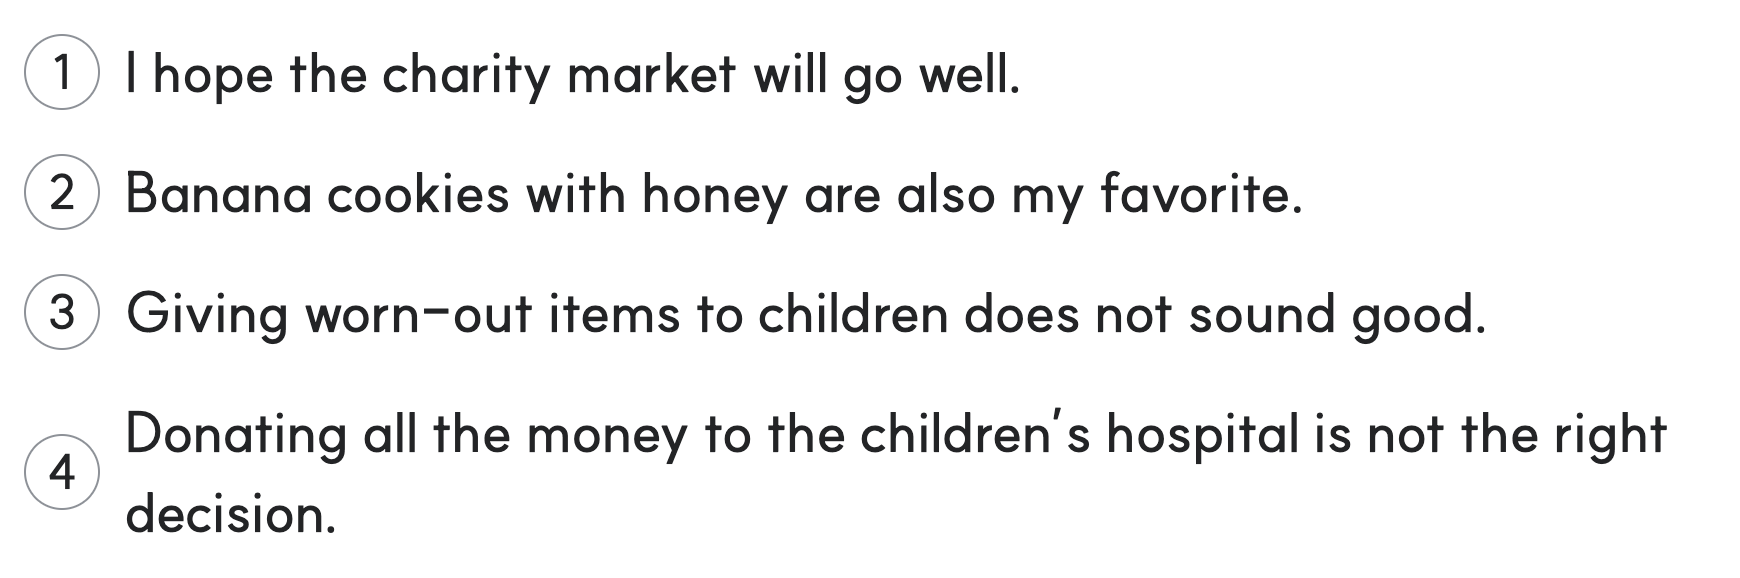 1 I hope the charity market will go well.
2 Banana cookies with honey are also my favorite.
3 Giving worn-out items to children does not sound good.
4 Donating all the money to the children's hospital is not the right
decision.